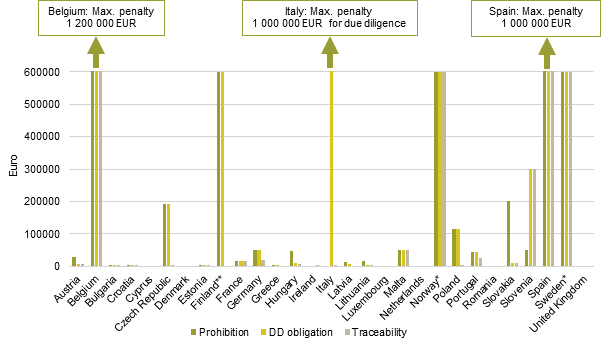 Belgium: Max. penalty
1 200 000 EUR
Italy: Max. penalty
1 000 000 EUR for due diligence
Spain: Max. penalty
1 000 000 EUR
Euro
600000
500000
400000
300000
200000
100000
0
Austria
Belgium
Bulgaria
Croatia
Cyprus
Czech Republic
Denmark
Estonia
Finland**
France
Germany
Greece
Hungary
Ireland
Italy
Latvia
Lithuania
Luxembourg
Malta
Netherlands
Norway*
Poland
Portugal
Romania
Slovakia
Slovenia
Spain
Sweden*
United Kingdom
Prohibition
DD obligation
Traceability